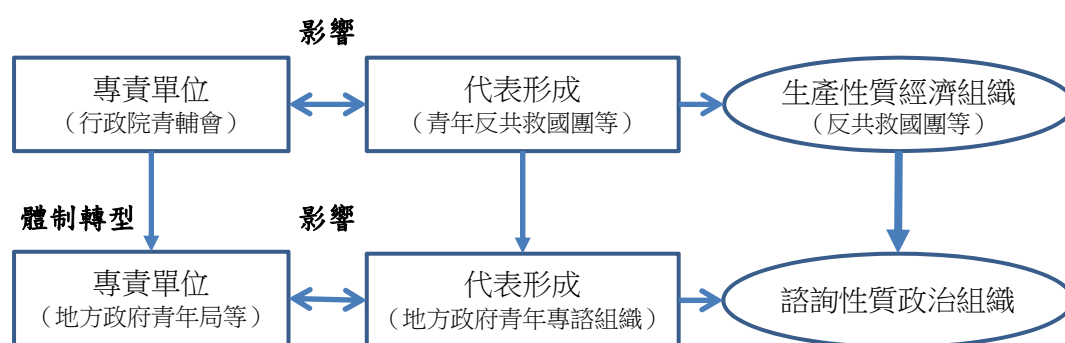 影響
專責單位
（行政院青輔會）
代表形成
（青年反共救國團等）
生產性質經濟組織
（反共救國團等）
體制轉型
影響
專責單位
（地方政府青年局等）
代表形成
（地方政府青年專諮組織）
諮詢性質政治組織